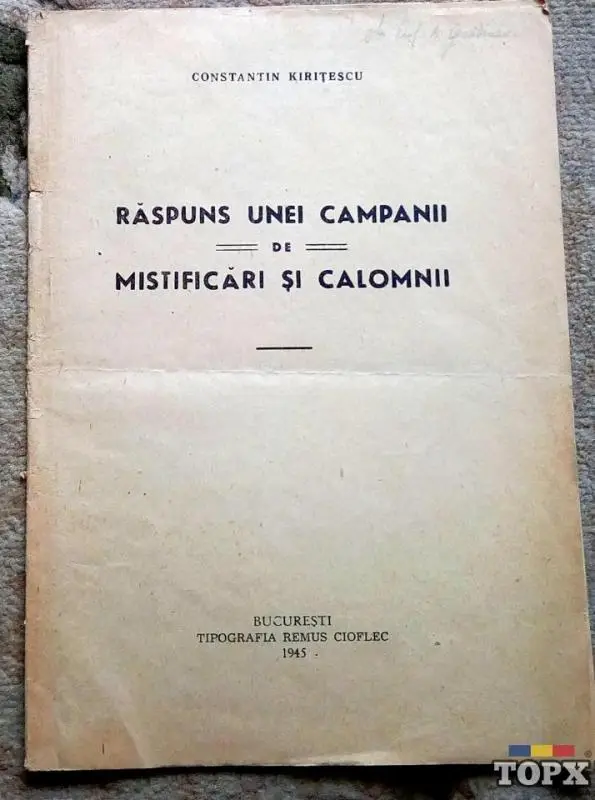 CONSTANTIN KIRIȚESCU
RĂSPUNS UNEI CAMPANII
DE
MISTIFICĂRI ȘI CALOMNII
BUCUREȘTI
TIPOGRAFIA REMUS CIOFLEC
1945
TOPX